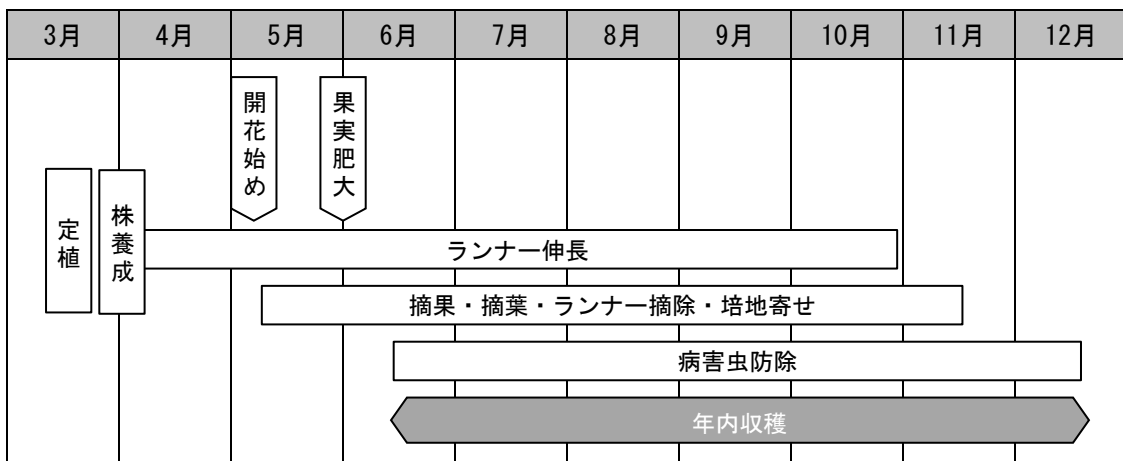 3月 4月 5月 6月 7月 8月 9月 10月 11月 12月
開花始め
果実肥大
定植
株養成
ランナー伸長
摘果・摘葉・ランナー摘除・培地寄せ
病害虫防除
年内収穫